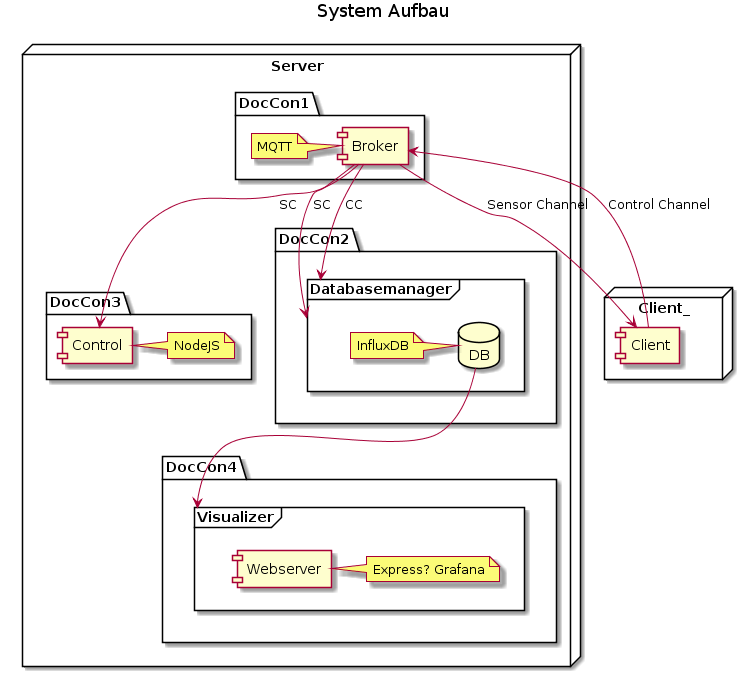 System Aufbau
Server
DocCon1
MQTT
Broker
SC
SC
CC
Sensor Channel
Control Channel
DocCon2
Databasemanager
InfluxDB
DB
DocCon3
Control
NodeJS
Client_
Client
DocCon4
Visualizer
Webserver
Express? Grafana